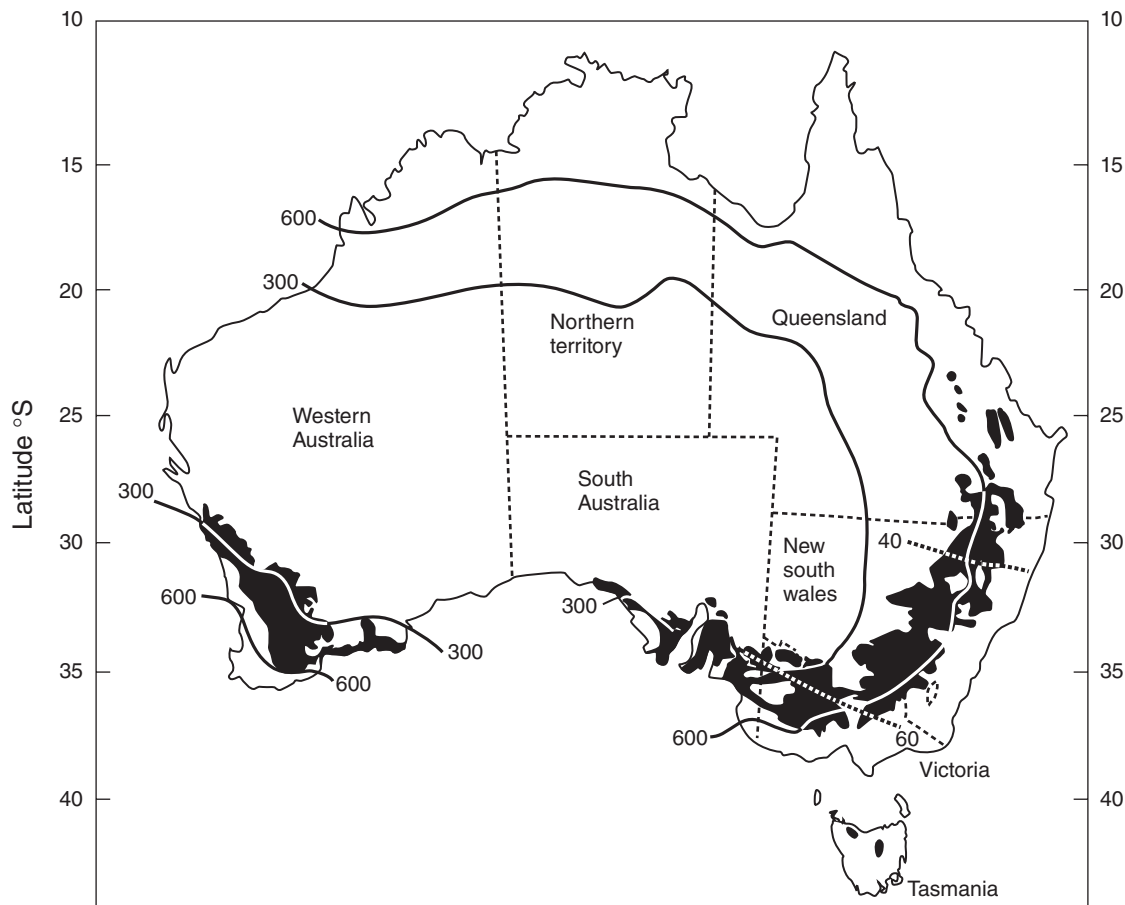 10
10
15
15
600
300
20
20
Queensland
Northern
territory
Western
Australia
25
25
Latitude °S
South
Australia
300
30
30
40
New
south
wales
600
300
300
35
35
600
600
60
Victoria
40
40
Tasmania